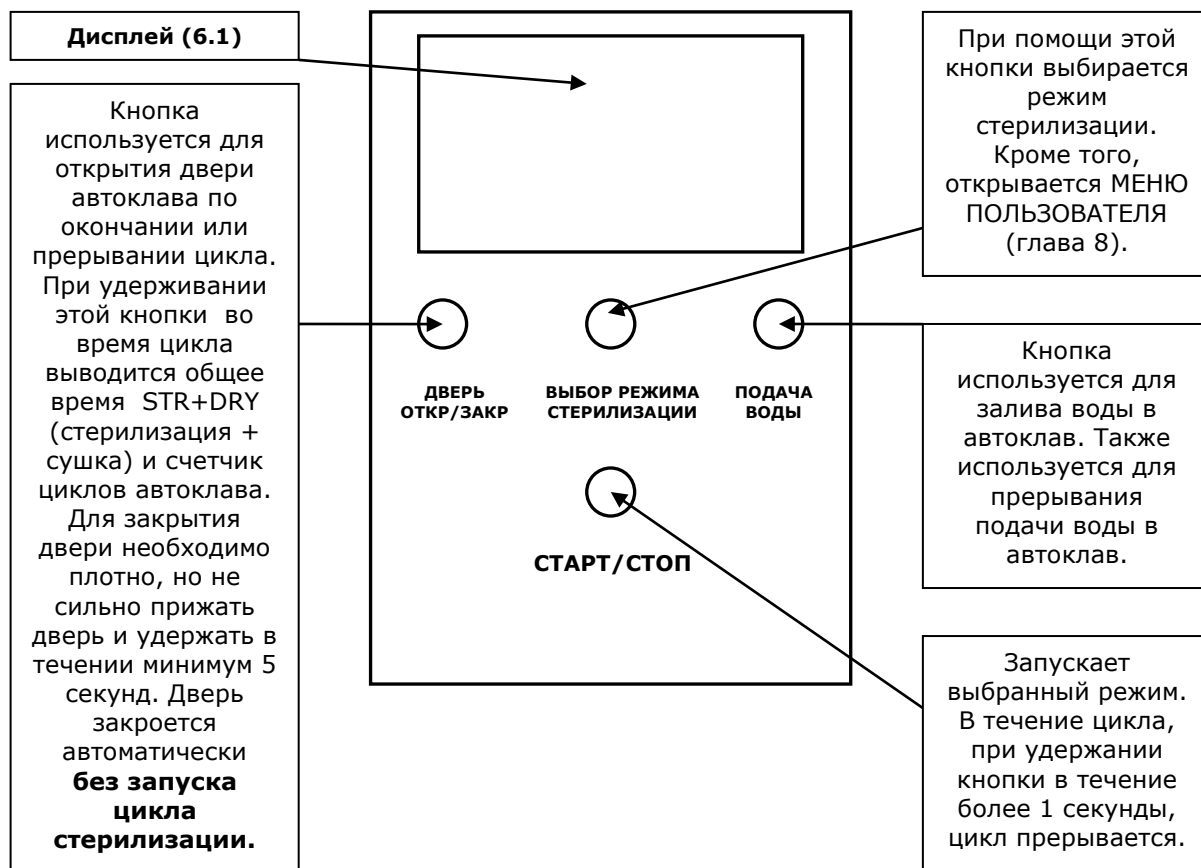 Дисплей (6.1)
Кнопка
используется для
открытия двери
автоклава по
окончании или
прерывании цикла.
При удерживании
этой кнопки во
время цикла
выводится общее
время STR+DRY
(стерилизация +
сушка) и счетчик
циклов автоклава.
Для закрытия
двери необходимо
плотно, но не
сильно прижать
дверь и удержать в
течении минимум 5
секунд. Дверь
закроется
автоматически
без запуска
цикла
стерилизации.
ДВЕРЬ
ОТКР/ЗАКР
ВЫБОР РЕЖИМА
СТЕРИЛИЗАЦИИ
ПОДАЧА
ВОДЫ
СТАРТ/СТОП
При помощи этой
кнопки выбирается
режим
стерилизации.
Кроме того,
открывается МЕНЮ
ПОЛЬЗОВАТЕЛЯ
(глава 8).
Кнопка
используется для
залива воды в
автоклав. Также
используется для
прерывания
подачи воды в
автоклав.
Запускает
выбранный режим.
В течение цикла,
при удержании
кнопки в течение
более 1 секунды,
цикл прерывается.